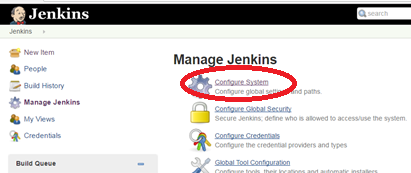 Jenkins
search
Jenkins
New Item
People
Build History
Manage Jenkins
My Views
Credentials
Build Queue
Manage Jenkins
Configure System
Configure global settings and paths.
Configure Global Security
Secure Jenkins; define who is allowed to access/use the system.
Configure Credentials
Configure the credential providers and types
Global Tool Configuration
Configure tools, their locations and automatic installers.